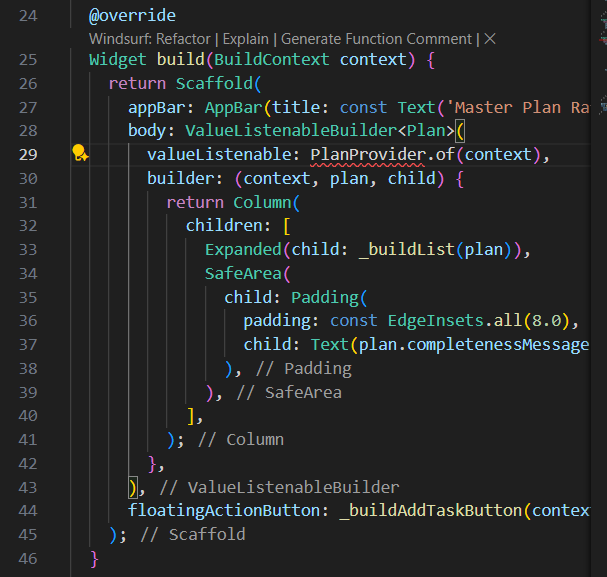 24 @override
Windsurf: Refactor | Explain | Generate Function Comment | ×
25 Widget build(BuildContext context) {
26 return Scaffold(
27 appBar: AppBar(title: const Text('Master Plan Ra
28 body: ValueListenableBuilder<Plan>(
29 valueListenable: PlanProvider.of(context),
30 builder: (context, plan, child) {
31 return Column(
32 children: [
33 Expanded(child: _buildList(plan)),
34 SafeArea(
35 child: Padding(
36 padding: const EdgeInsets.all(8.0),
37 child: Text(plan.completenessMessage
38 ), // Padding
39 ), // SafeArea
40 ],
41 ); // Column
42 },
43 ), // ValueListenableBuilder
44 floatingActionButton: _buildAddTaskButton(contex
45 ); // Scaffold
46 }